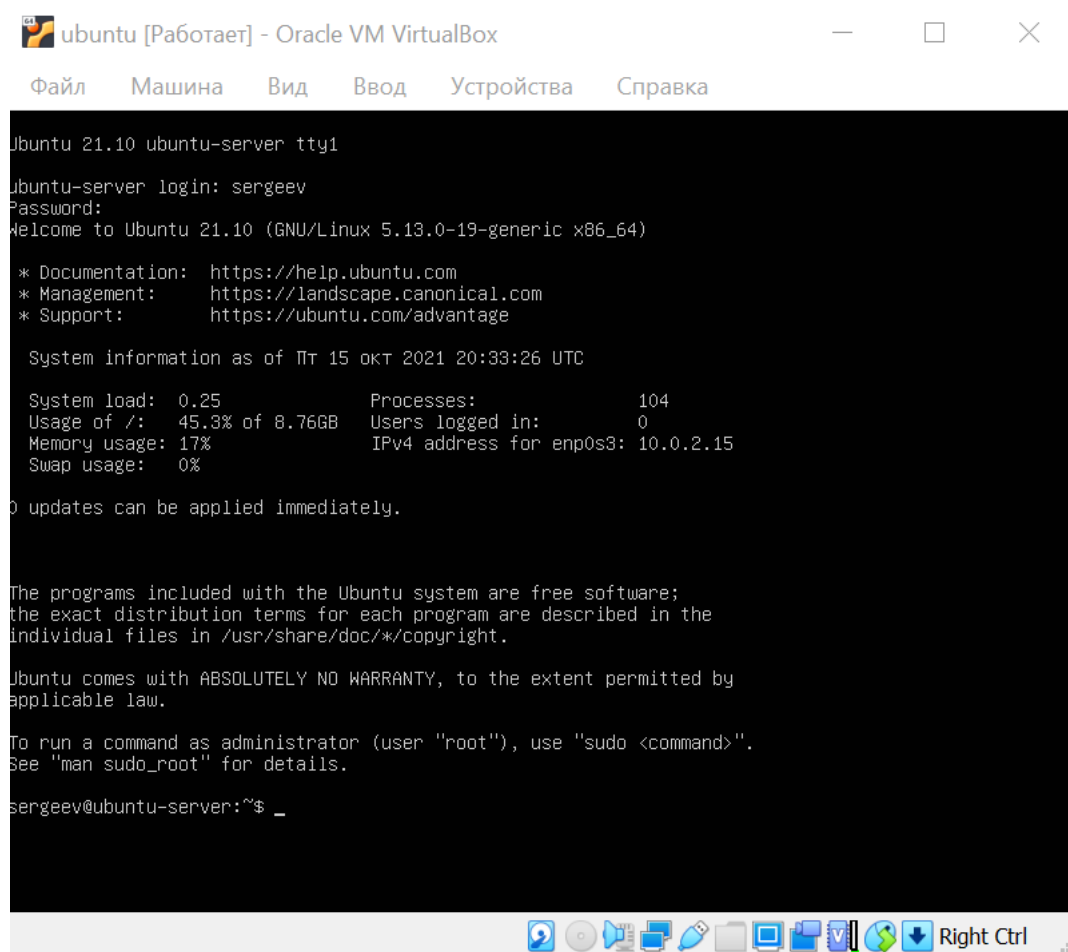 ubuntu [Работает] - Oracle VM VirtualBox
Файл Машина Вид Ввод Устройства Справка
Ubuntu 21.10 ubuntu-server tty1
ubuntu-server login: sergeev
Password:
Welcome to Ubuntu 21.10 (GNU/Linux 5.13.0-19-generic x86_64)
* Documentation: https://help.ubuntu.com
* Management: https://landscape.canonical.com
* Support: https://ubuntu.com/advantage
System information as of Пт 15 окт 2021 20:33:26 UTC
System load: 0.25 Processes: 104
Usage of /: 45.3% of 8.76GB Users logged in: 0
Memory usage: 17% IPv4 address for enp0s3: 10.0.2.15
Swap usage: 0%
0 updates can be applied immediately.
The programs included with the Ubuntu system are free software;
the exact distribution terms for each program are described in the
individual files in /usr/share/doc/*/copyright.
Ubuntu comes with ABSOLUTELY NO WARRANTY, to the extent permitted by
applicable law.
To run a command as administrator (user "root"), use "sudo <command>".
See "man sudo_root" for details.
sergeev@ubuntu-server:~$ _
Right Ctrl